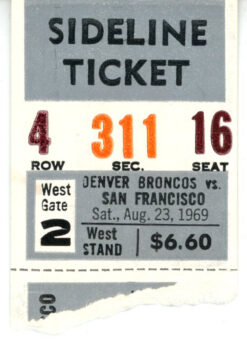 SIDELINE
TICKET
4 311 16
ROW SEC. SEAT
West
Gate
2
DENVER BRONCOS vs.
SAN FRANCISCO
Sat., Aug. 23, 1969
West
STAND
$6.60